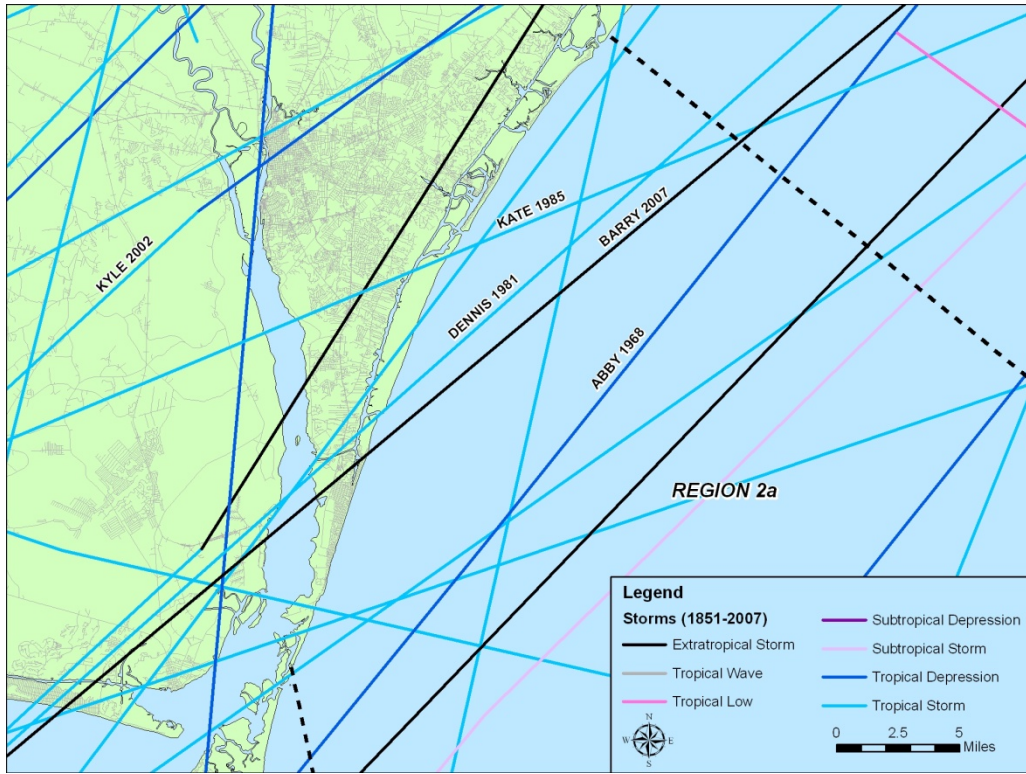 KYLE 2002
KATE 1985
DENNIS 1981
BARRY 2007
ABBY 1968
REGION 2a
Legend
Storms (1851-2007)
Extratropical Storm
Tropical Wave
Tropical Low
Subtropical Depression
Subtropical Storm
Tropical Depression
Tropical Storm
N
W E
S
0 2.5 5
Miles